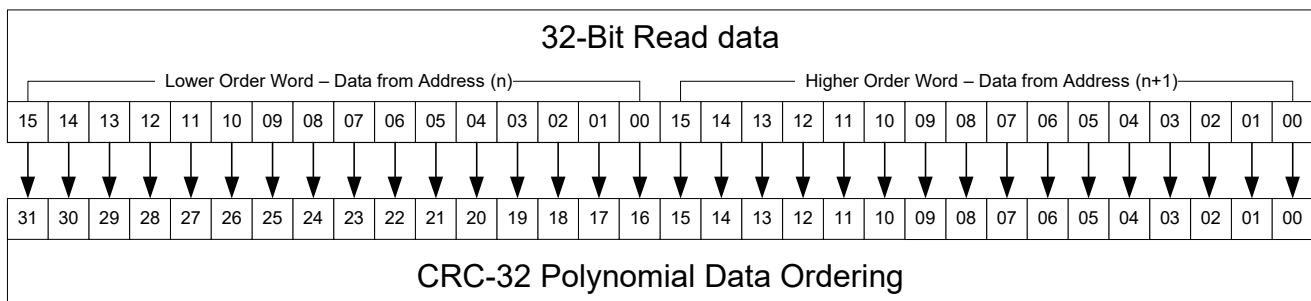 32-Bit Read data
Lower Order Word – Data from Address (n) Higher Order Word – Data from Address (n+1)
15 14 13 12 11 10 09 08 07 06 05 04 03 02 01 00 15 14 13 12 11 10 09 08 07 06 05 04 03 02 01 00
31 30 29 28 27 26 25 24 23 22 21 20 19 18 17 16 15 14 13 12 11 10 09 08 07 06 05 04 03 02 01 00
CRC-32 Polynomial Data Ordering